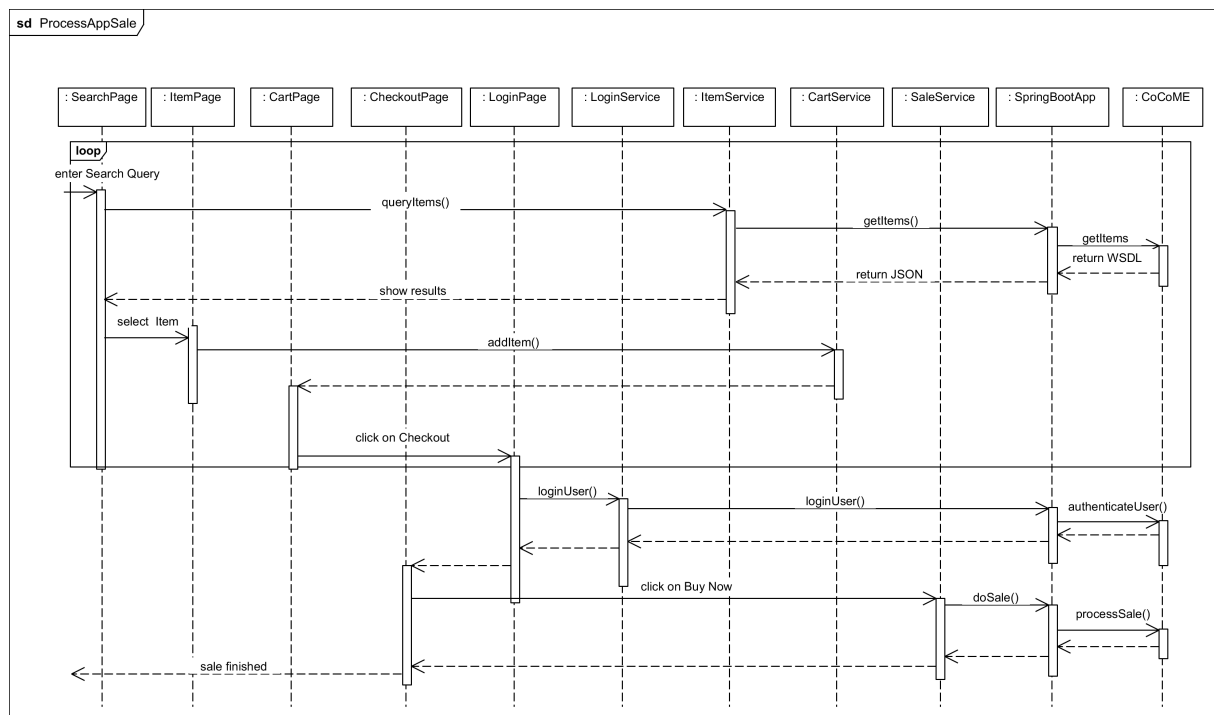 sd ProcessAppSale
: SearchPage
: ItemPage
: CartPage
: CheckoutPage
: LoginPage
: LoginService
: ItemService
: CartService
: SaleService
: SpringBootApp
: CoCoME
loop
enter Search Query
queryItems()
getItems()
getItems
return WSDL
return JSON
show results
select Item
addItem()
click on Checkout
loginUser()
loginUser()
authenticateUser()
click on Buy Now
doSale()
processSale()
sale finished